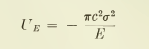 U_E = − πc²σ² / E